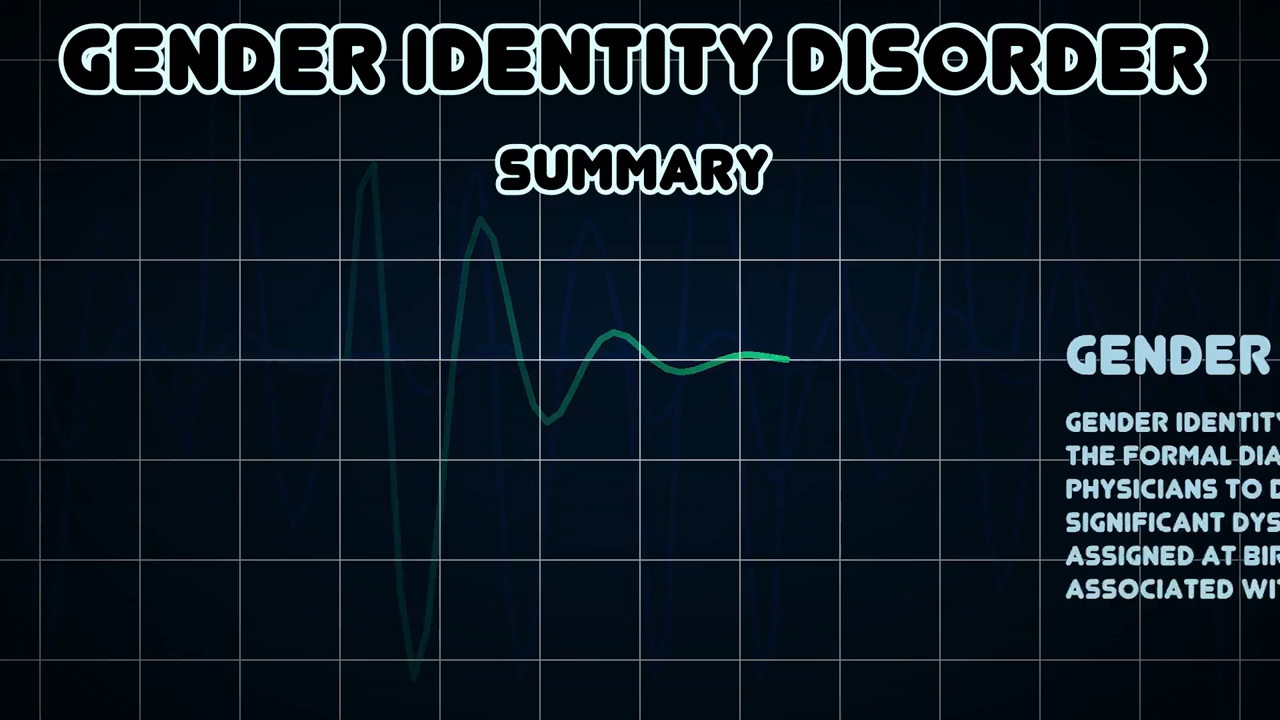 GENDER IDENTITY DISORDER
SUMMARY
GENDER
GENDER IDENTITY
THE FORMAL DIA
PHYSICIANS TO D
SIGNIFICANT DYS
ASSIGNED AT BIR
ASSOCIATED WIT